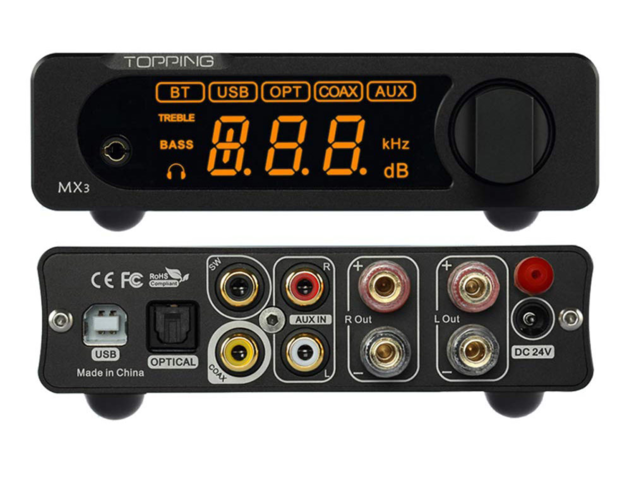 TOPPING
BT USB OPT COAX AUX
TREBLE
BASS
8.8.8
kHz
dB
MX3
CE FC RoHS
Compliant
SW
R
AUX IN
L
COAX
USB
OPTICAL
Made in China
+ +
R Out L Out
- -
DC 24V